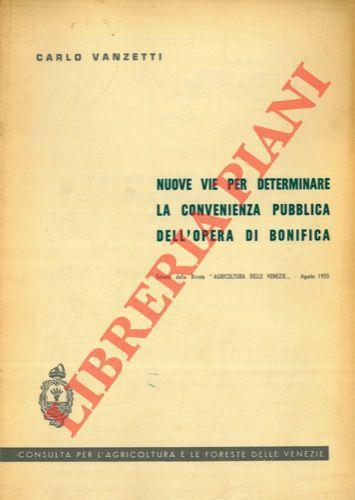 CARLO VANZETTI
NUOVE VIE PER DETERMINARE
LA CONVENIENZA PUBBLICA
DELL'OPERA DI BONIFICA
Estratto dalla Rivista "AGRICOLTURA DELLE VENEZIE„ - Agosto 1955
LIBRERIA PIANI
CONSULTA PER L'AGRICOLTURA E LE FORESTE DELLE VENEZIE